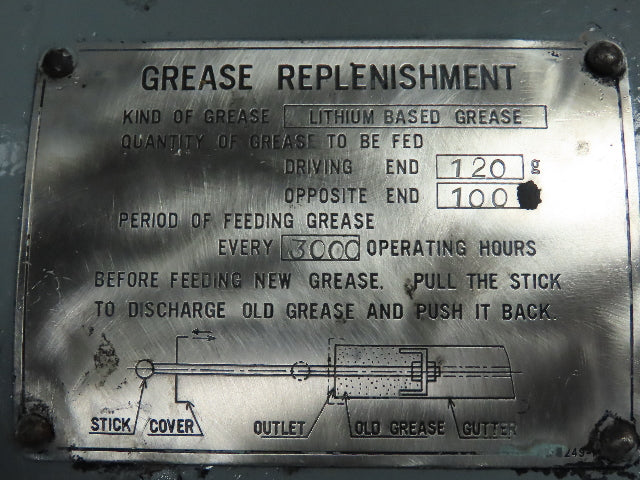 GREASE REPLENISHMENT
KIND OF GREASE LITHIUM BASED GREASE
QUANTITY OF GREASE TO BE FED
DRIVING END 120 g
OPPOSITE END 100
PERIOD OF FEEDING GREASE
EVERY 3000 OPERATING HOURS
BEFORE FEEDING NEW GREASE. PULL THE STICK
TO DISCHARGE OLD GREASE AND PUSH IT BACK.
STICK COVER OUTLET OLD GREASE GUTTER